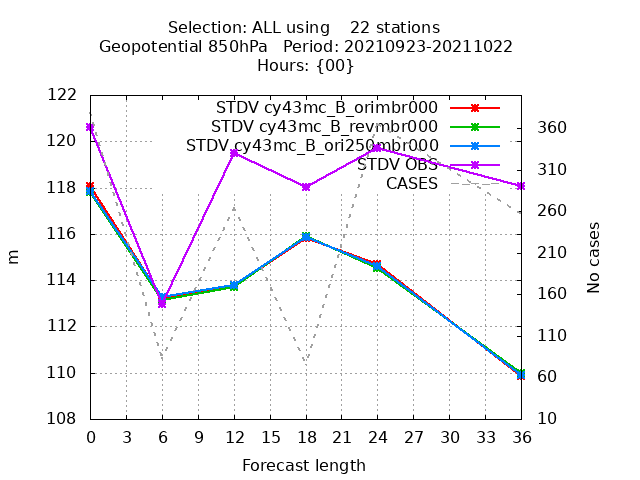 Selection: ALL using    22 stations
Geopotential 850hPa   Period: 20210923-20211022
Hours: {00}
STDV cy43mc_B_orimbr000
STDV cy43mc_B_revmbr000
STDV cy43mc_B_ori250mbr000
STDV OBS
CASES
122
120
118
116
114
112
110
108
m
360
310
260
210
160
110
60
10
No cases
0 3 6 9 12 15 18 21 24 27 30 33 36
Forecast length